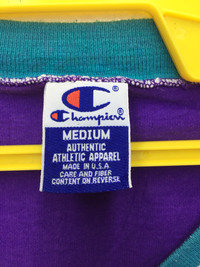 Champion
MEDIUM
AUTHENTIC
ATHLETIC APPAREL
MADE IN U.S.A
CARE AND FIBER
CONTENT ON REVERSE